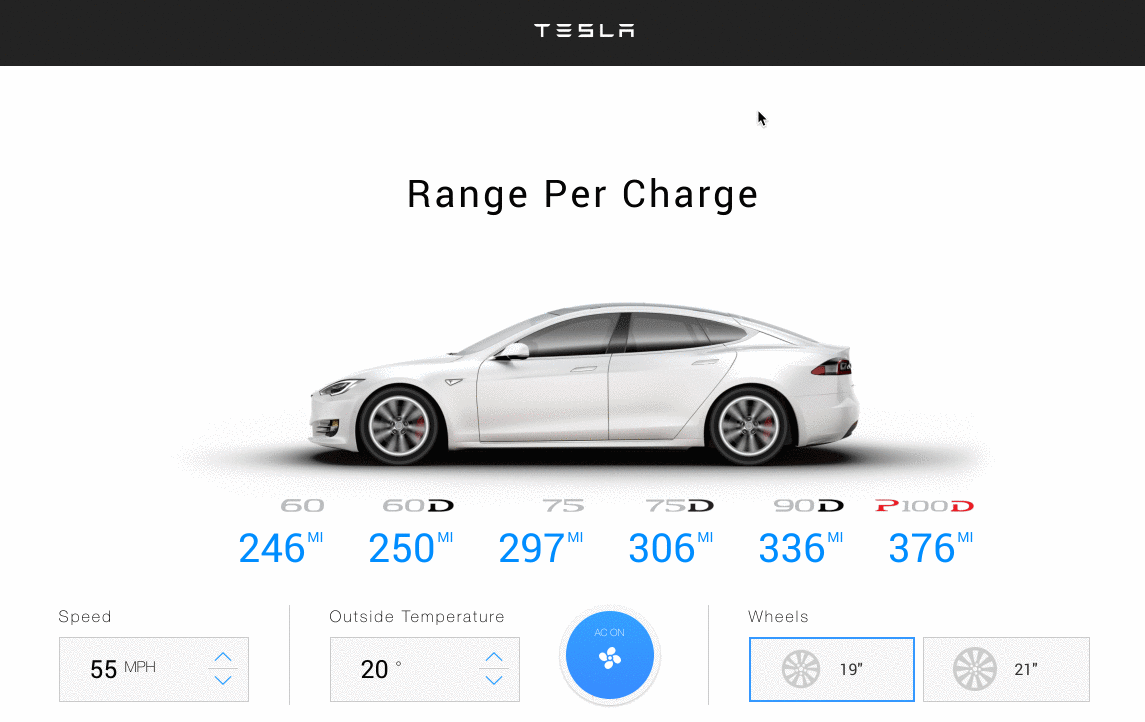 TESLA
Range Per Charge
60 60D 75 75D 90D P100D
246 MI 250 MI 297 MI 306 MI 336 MI 376 MI
Speed
Outside Temperature
Wheels
55 MPH
20 °
AC ON
19”
21”